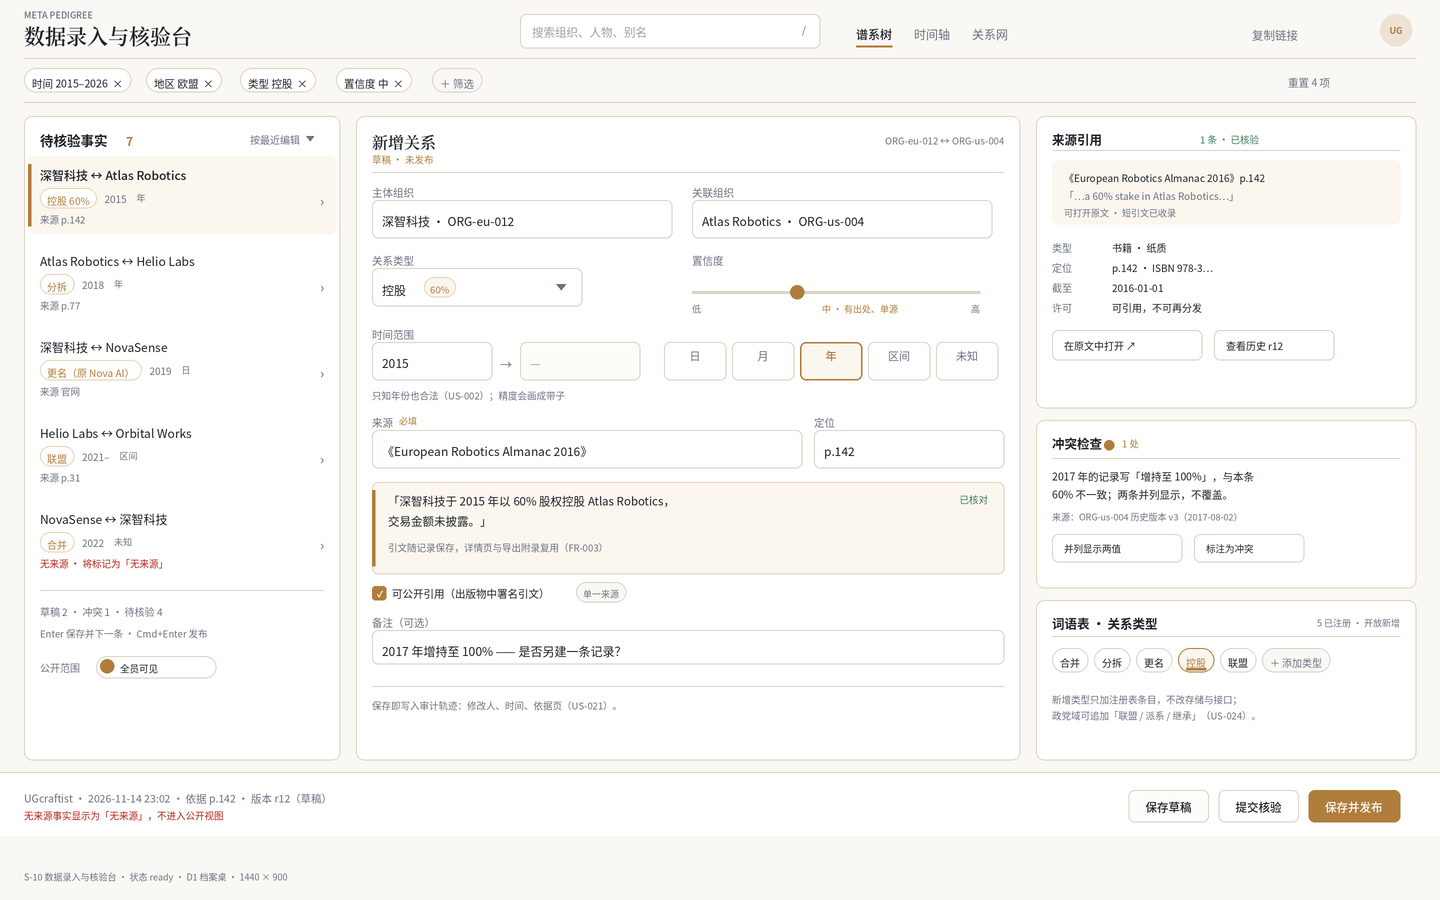 META PEDIGREE
数据录入与核验台
搜索组织、人物、别名 /
谱系树 时间轴 关系网
复制链接
UG
时间 2015–2026 ×
地区 欧盟 ×
类型 控股 ×
置信度 中 ×
＋ 筛选
重置 4 项
待核验事实 7
按最近编辑
深智科技 ↔ Atlas Robotics
控股 60% 2015 年
来源 p.142
›
Atlas Robotics ↔ Helio Labs
分拆 2018 年
来源 p.77
›
深智科技 ↔ NovaSense
更名（原 Nova AI） 2019 日
来源 官网
›
Helio Labs ↔ Orbital Works
联盟 2021– 区间
来源 p.31
›
NovaSense ↔ 深智科技
合并 2022 未知
无来源 · 将标记为「无来源」
›
草稿 2 · 冲突 1 · 待核验 4
Enter 保存并下一条 · Cmd+Enter 发布
公开范围 全员可见
新增关系
草稿 · 未发布
ORG-eu-012 ↔ ORG-us-004
主体组织
深智科技 · ORG-eu-012
关联组织
Atlas Robotics · ORG-us-004
关系类型
控股 60%
置信度
低 中 · 有出处、单源 高
时间范围
2015 → —
日 月 年 区间 未知
只知年份也合法（US-002）；精度会画成带子
来源 必填
《European Robotics Almanac 2016》
定位
p.142
「深智科技于 2015 年以 60% 股权控股 Atlas Robotics，
交易金额未披露。」
已核对
引文随记录保存，详情页与导出附录复用（FR-003）
✓ 可公开引用（出版物中署名引文） 单一来源
备注（可选）
2017 年增持至 100% —— 是否另建一条记录？
保存即写入审计轨迹：修改人、时间、依据页（US-021）。
来源引用 1 条 · 已核验
《European Robotics Almanac 2016》p.142
「…a 60% stake in Atlas Robotics…」
可打开原文 · 短引文已收录
类型 书籍 · 纸质
定位 p.142 · ISBN 978-3…
截至 2016-01-01
许可 可引用，不可再分发
在原文中打开 ↗
查看历史 r12
冲突检查 1 处
2017 年的记录写「增持至 100%」，与本条
60% 不一致；两条并列显示，不覆盖。
来源：ORG-us-004 历史版本 v3（2017-08-02）
并列显示两值
标注为冲突
词语表 · 关系类型 5 已注册 · 开放新增
合并 分拆 更名 控股 联盟 ＋ 添加类型
新增类型只加注册表条目，不改存储与接口；
政党域可追加「联盟 / 派系 / 继承」（US-024）。
UGcraftist · 2026-11-14 23:02 · 依据 p.142 · 版本 r12（草稿）
无来源事实显示为「无来源」，不进入公开视图
保存草稿 提交核验 保存并发布
S-10 数据录入与核验台 · 状态 ready · D1 档案桌 · 1440 × 900